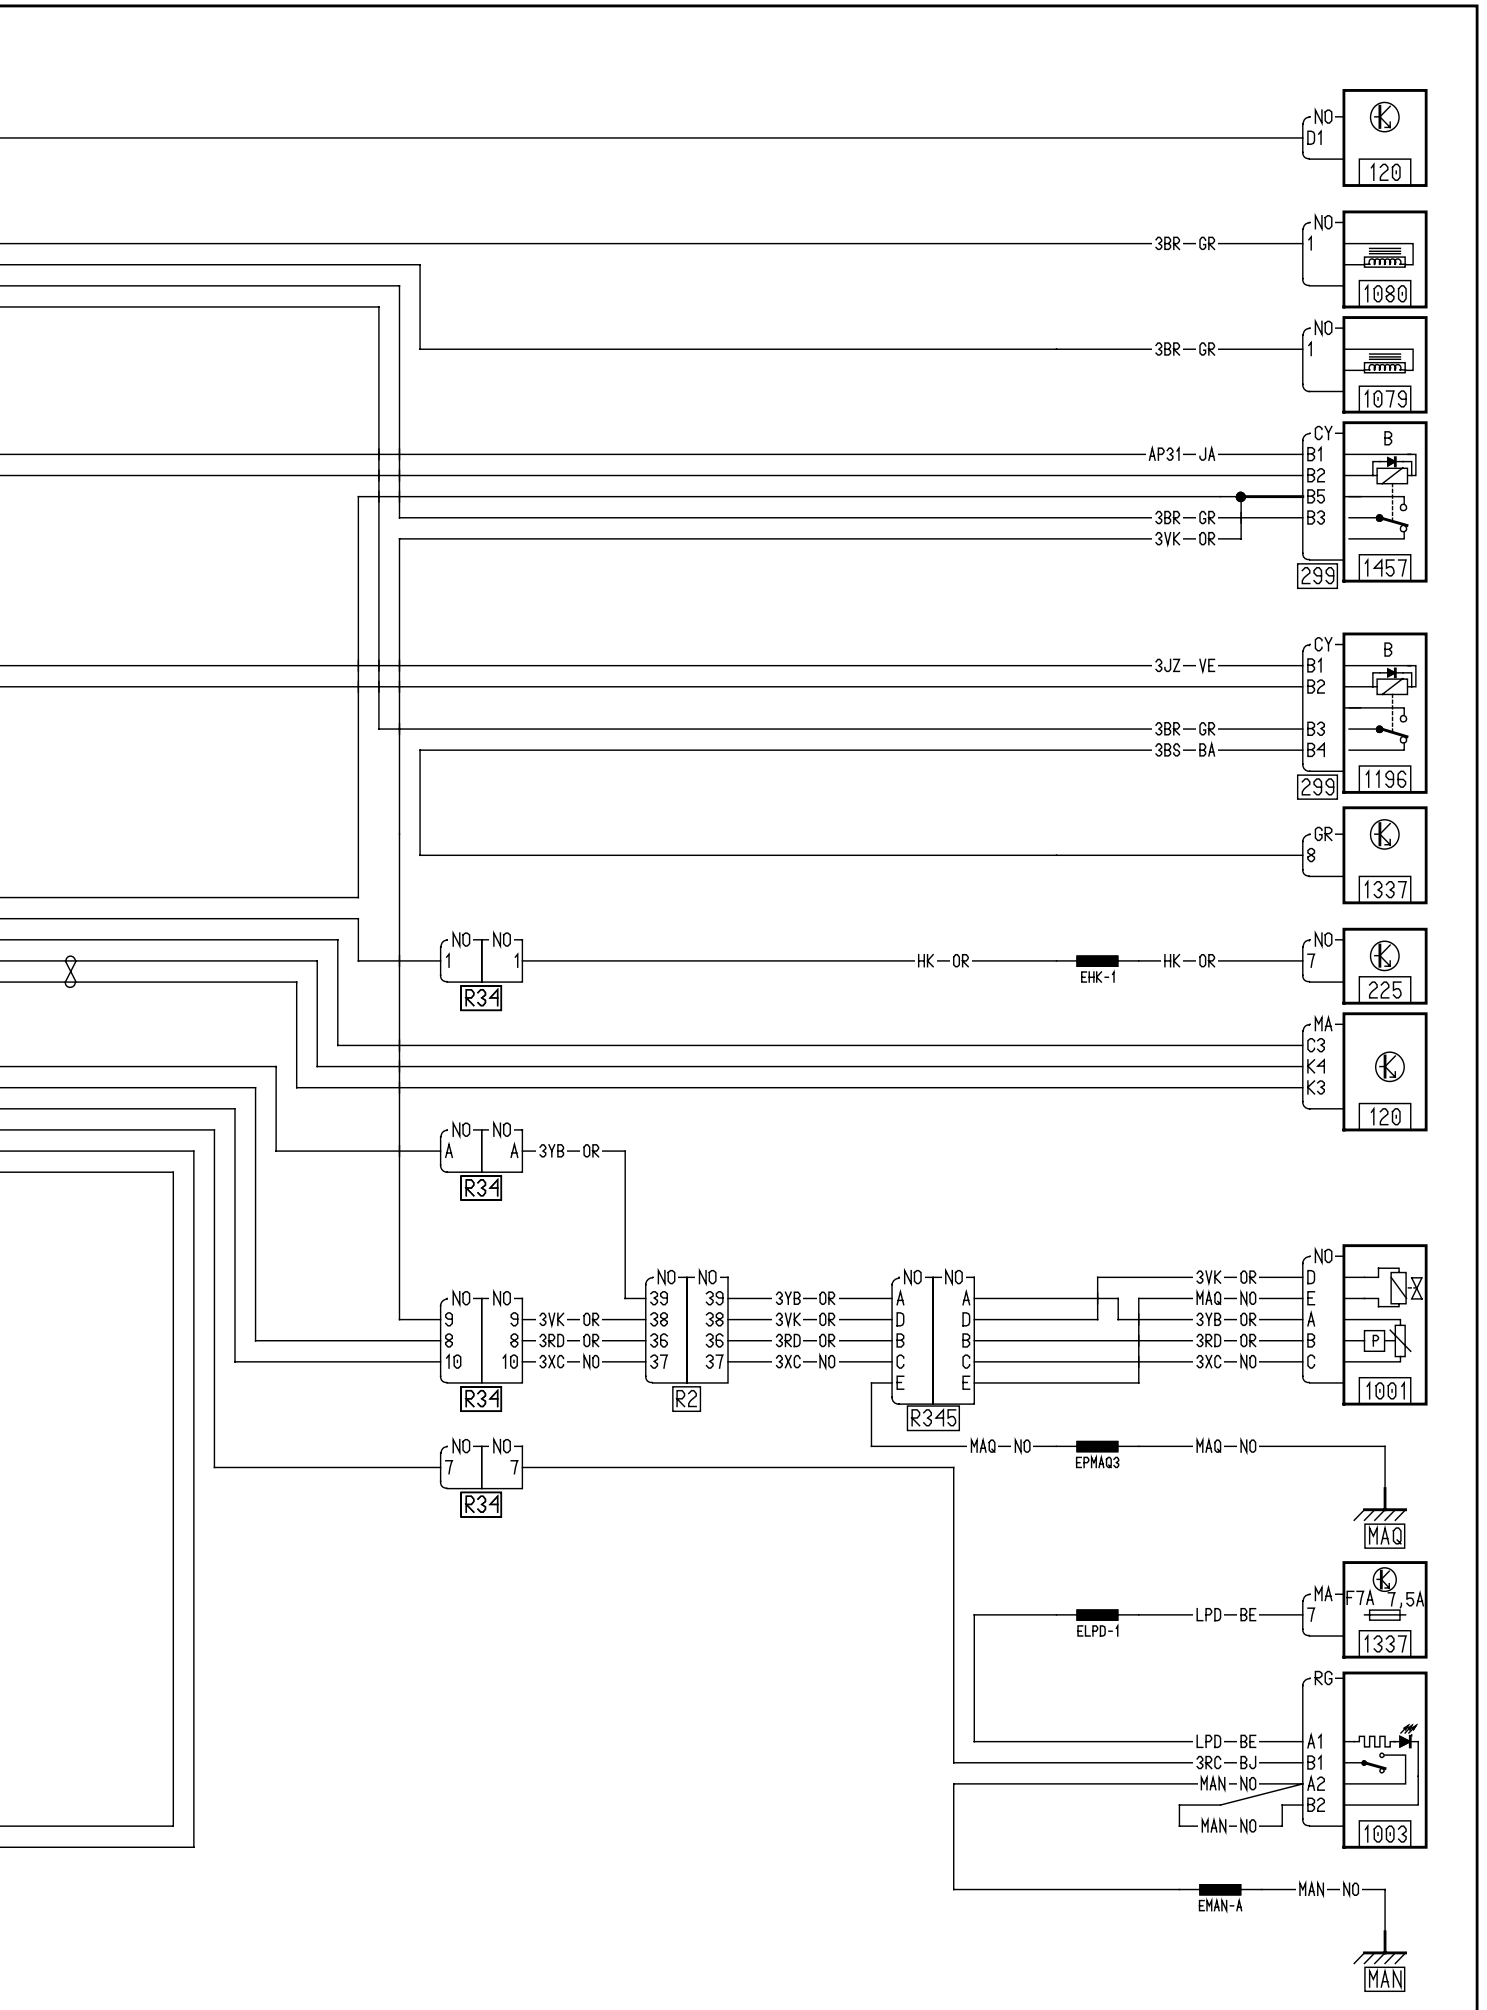 NO
D1
120
NO
3BR GR 1
1080
NO
3BR GR 1
1079
CY B
AP31 JA B1
B2
B5
3BR GR B3
3VK OR
1457
299
CY B
3JZ VE B1
B2
3BR GR B3
3BS BA B4
1196
299
GR
8
1337
NO NO NO
1 1 HK OR HK OR 7
EHK-1
R34 225
MA
C3
K4
K3
120
NO NO
A A 3YB OR
R34
NO
NO NO NO NO 3VK OR D
NO NO 39 39 3YB OR A A MAQ NO E
9 9 3VK OR 38 38 3VK OR D D 3YB OR A
8 8 3RD OR 36 36 3RD OR B B 3RD OR B P
10 10 3XC NO 37 37 3XC NO C C 3XC NO C
E E
R34 R2 1001
R345
NO NO MAQ NO MAQ NO
EPMAQ3
7 7
R34
MAQ
MA F7A 7,5A
LPD BE 7
ELPD-1
1337
RG
LPD BE A1
3RC BJ B1
MAN-NO A2
B2
MAN-NO
1003
MAN NO
EMAN-A
MAN